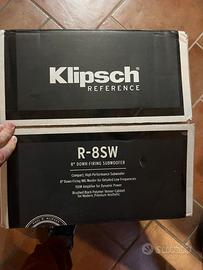 Klipsch
REFERENCE
R-8SW
8" DOWN-FIRING SUBWOOFER
Compact, High-Performance Subwoofer
8" Down-Firing IMG Woofer for Detailed Low Frequencies
Amplifier for Dynamic Power
Brushed Black Polymer Veneer Cabinet
for Modern, Premium Aesthetic
subito